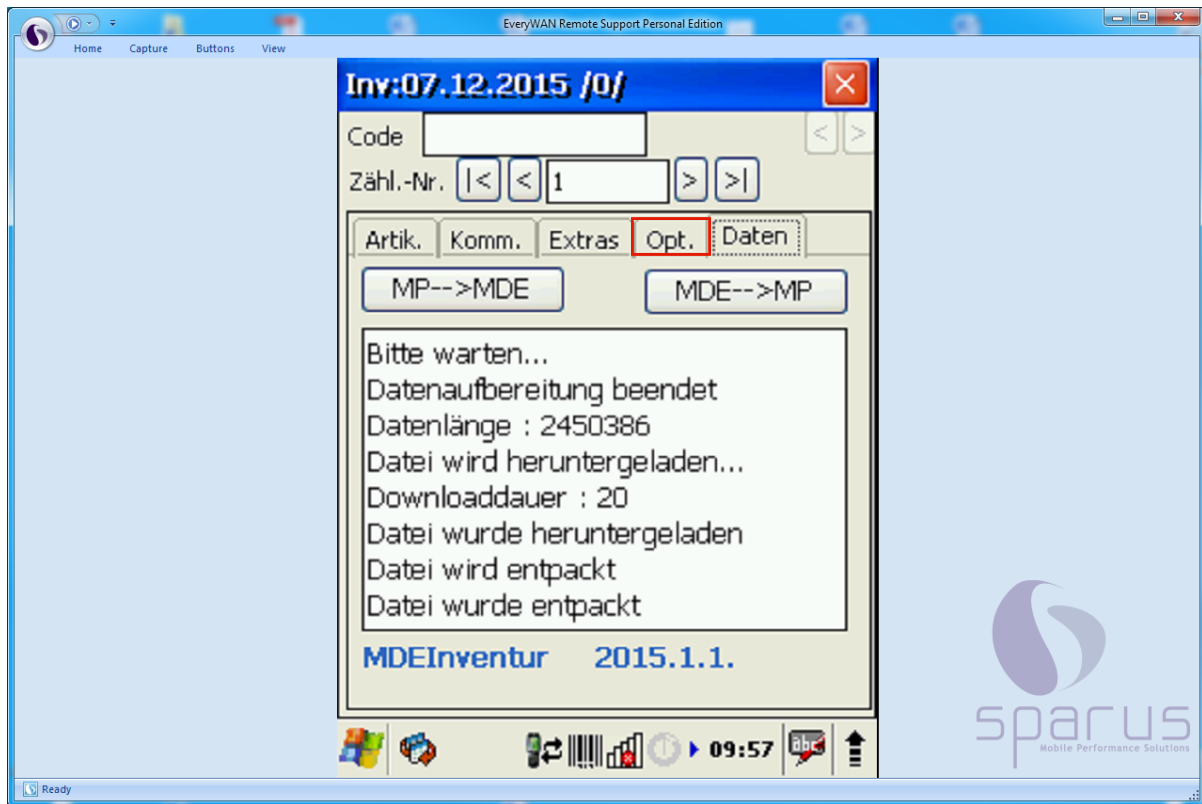 EveryWAN Remote Support Personal Edition
Home Capture Buttons View
Inv:07.12.2015 /0/
Code < >
Zähl.-Nr. |< < 1 > >|
Artik. Komm. Extras Opt. Daten
MP-->MDE MDE-->MP
Bitte warten...
Datenaufbereitung beendet
Datenlänge : 2450386
Datei wird heruntergeladen...
Downloaddauer : 20
Datei wurde heruntergeladen
Datei wird entpackt
Datei wurde entpackt
MDEInventur 2015.1.1.
09:57
sparus
Mobile Performance Solutions
Ready